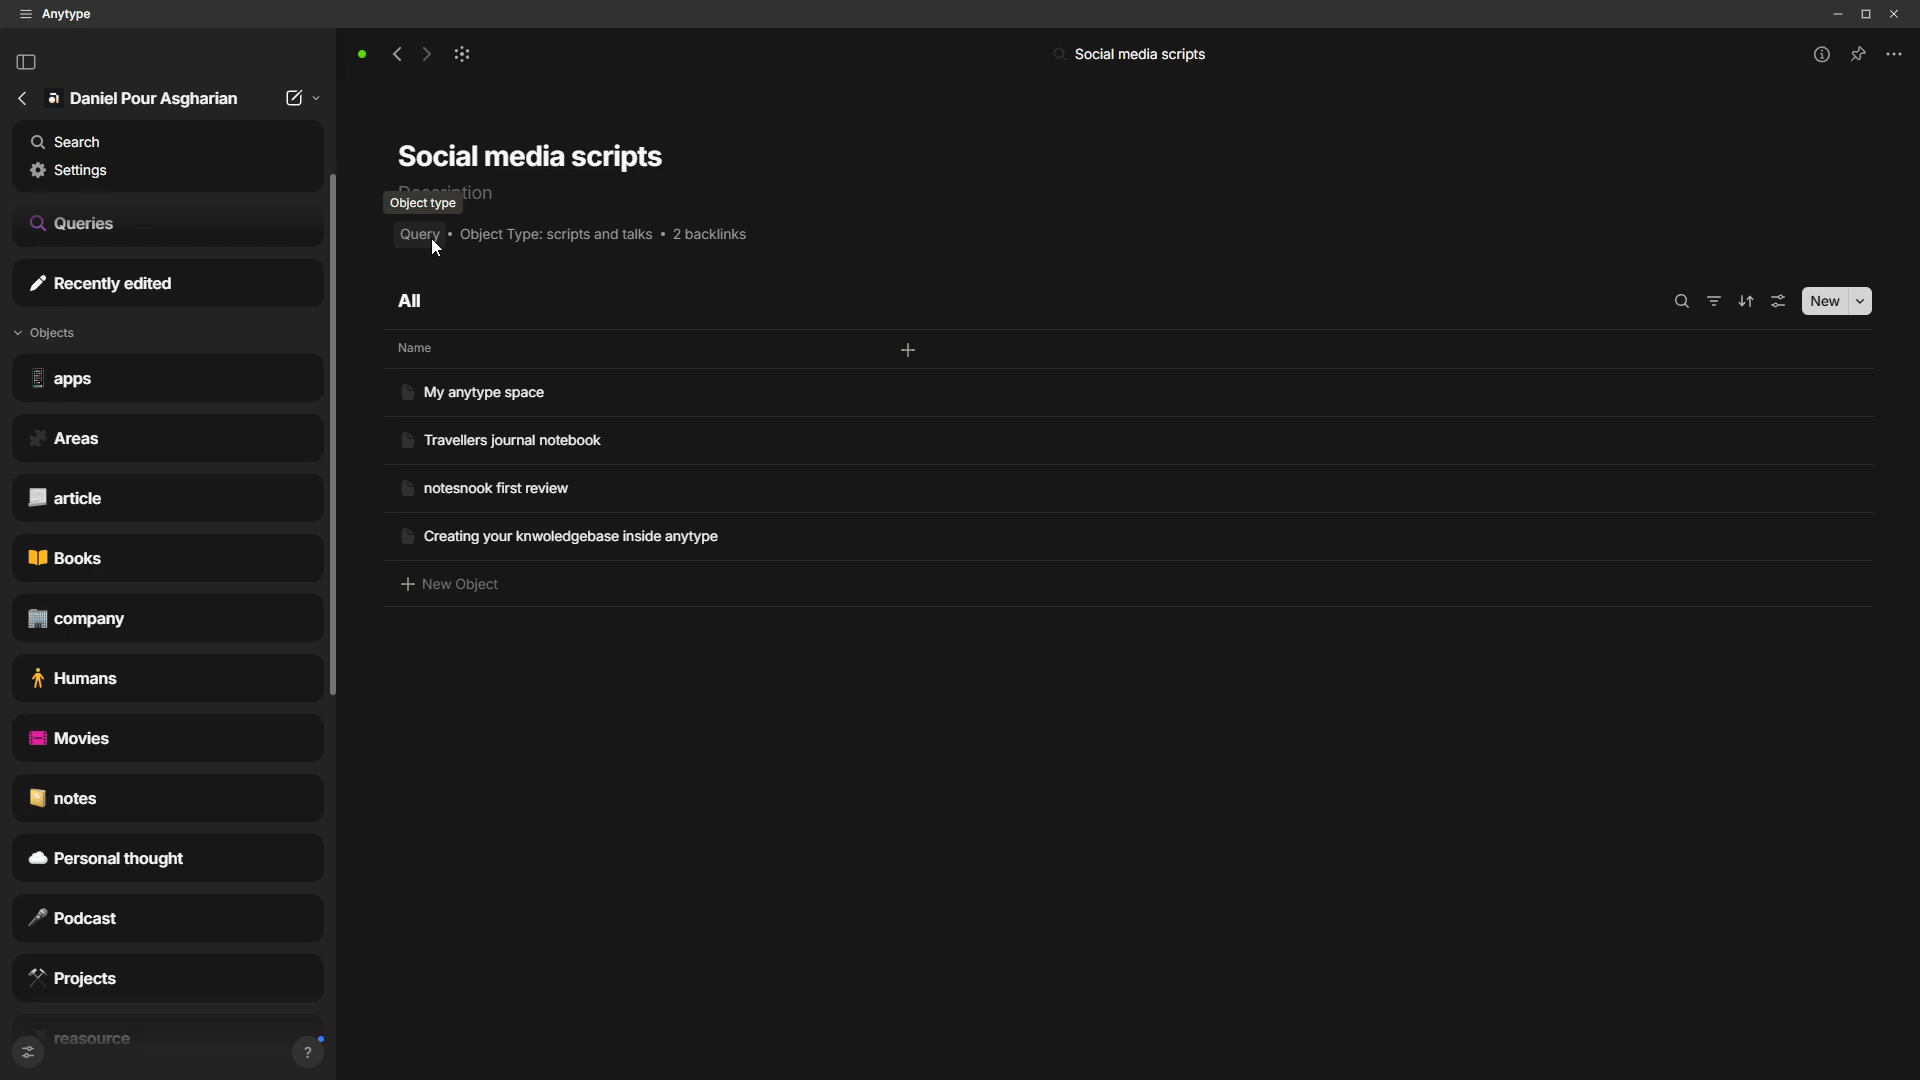 Anytype
Social media scripts
Daniel Pour Asgharian
Search
Settings
Queries
Recently edited
Objects
apps
Areas
article
Books
company
Humans
Movies
notes
Personal thought
Podcast
Projects
reasource
?
Social media scripts
Description
Object type
Query • Object Type: scripts and talks • 2 backlinks
All
New
Name
My anytype space
Travellers journal notebook
notesnook first review
Creating your knwoledgebase inside anytype
New Object